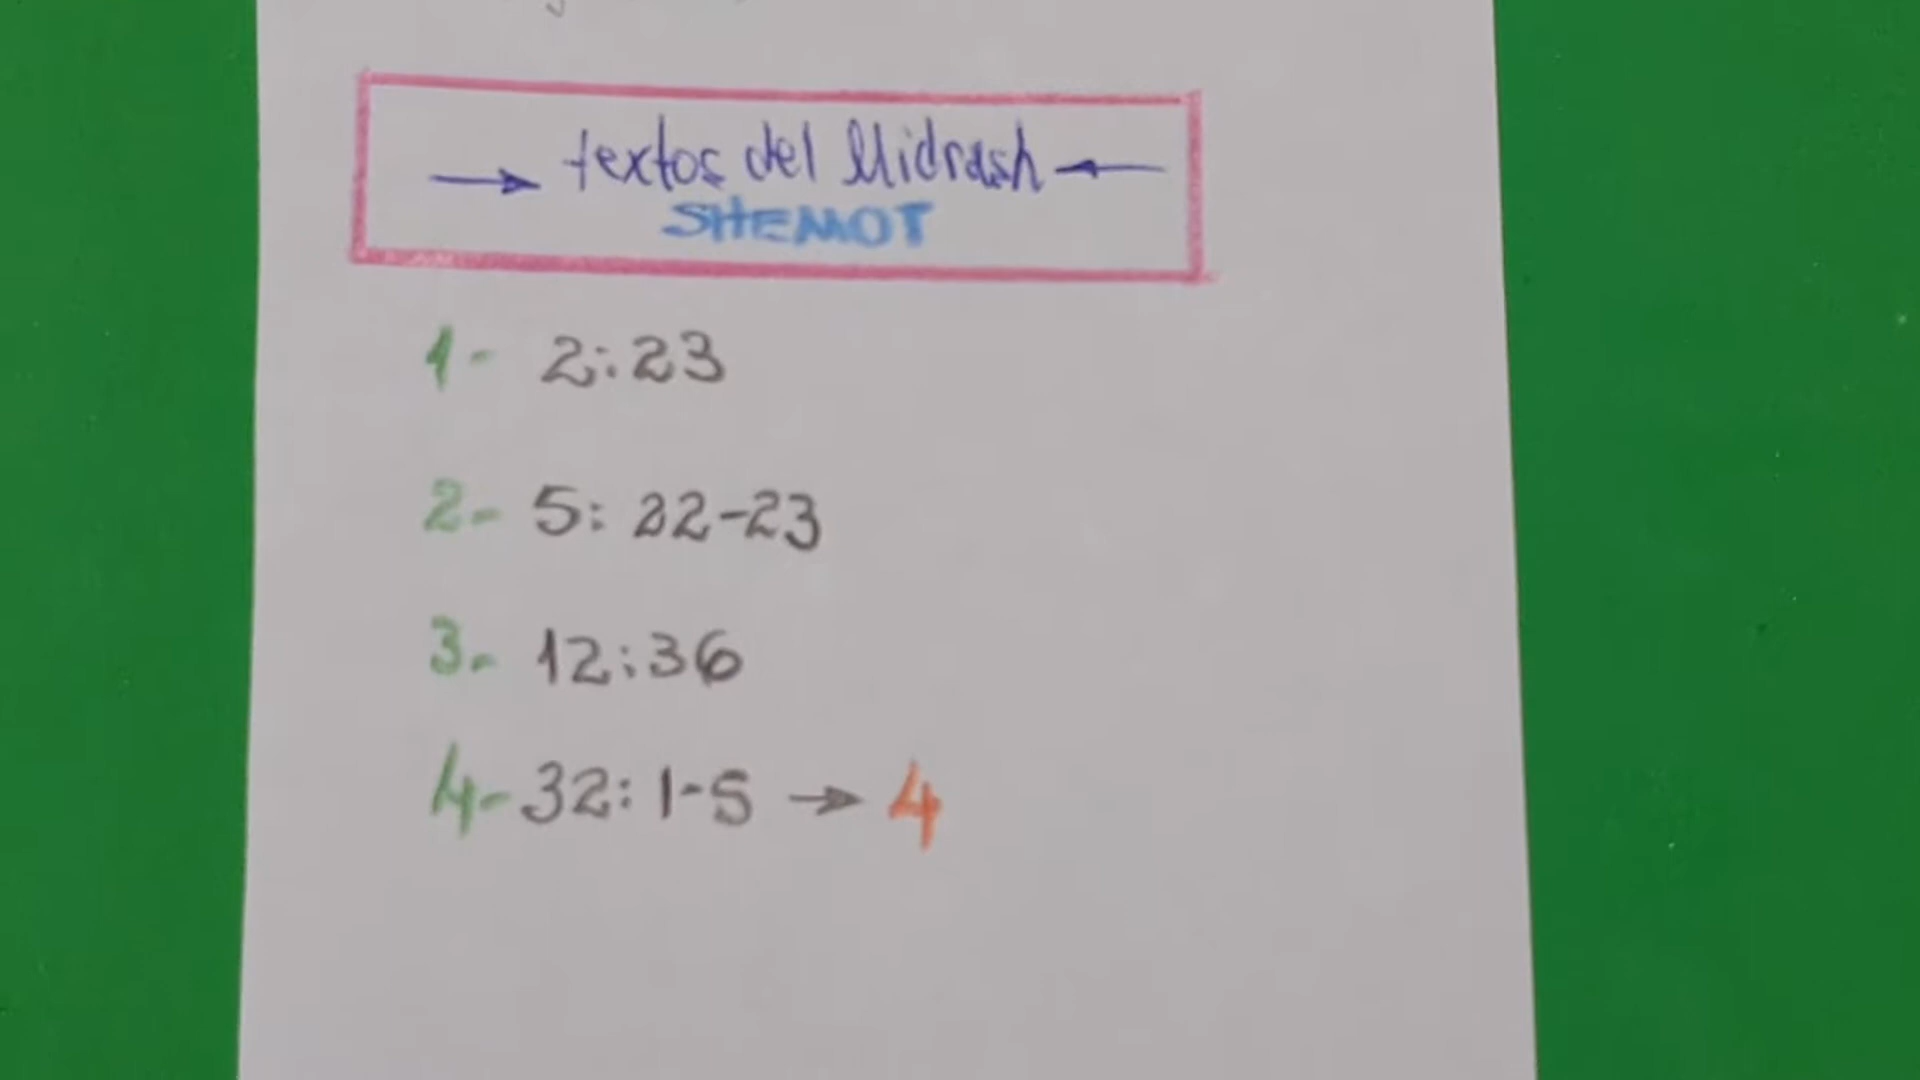 → textos del Midrash ←
SHEMOT
1- 2:23
2- 5: 22-23
3- 12:36
4- 32: 1-5 → 4